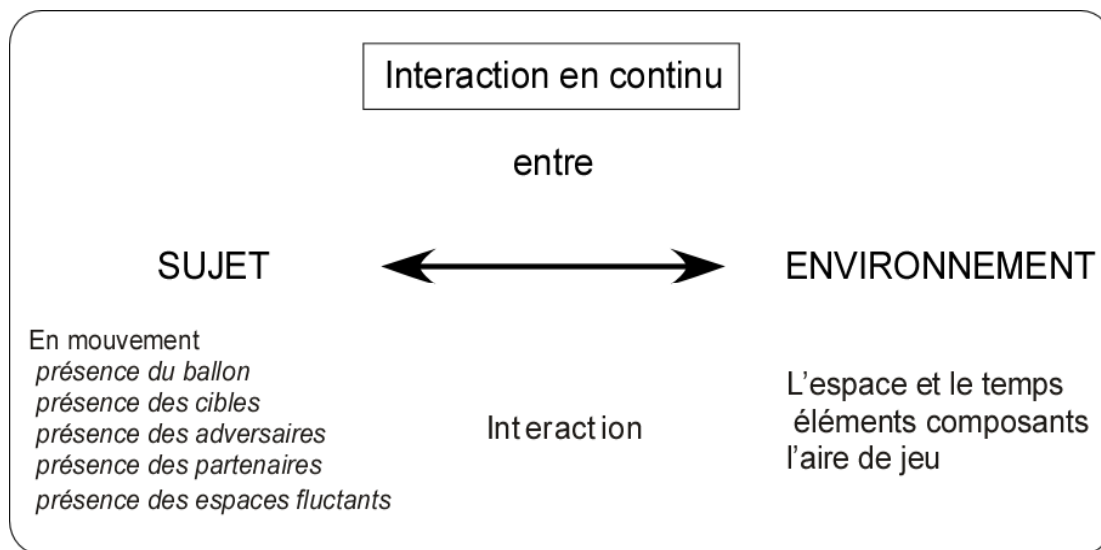 Interaction en continu
entre
SUJET
ENVIRONNEMENT
En mouvement
présence du ballon
présence des cibles
présence des adversaires
présence des partenaires
présence des espaces fluctants
Interaction
L'espace et le temps
éléments composants
l'aire de jeu